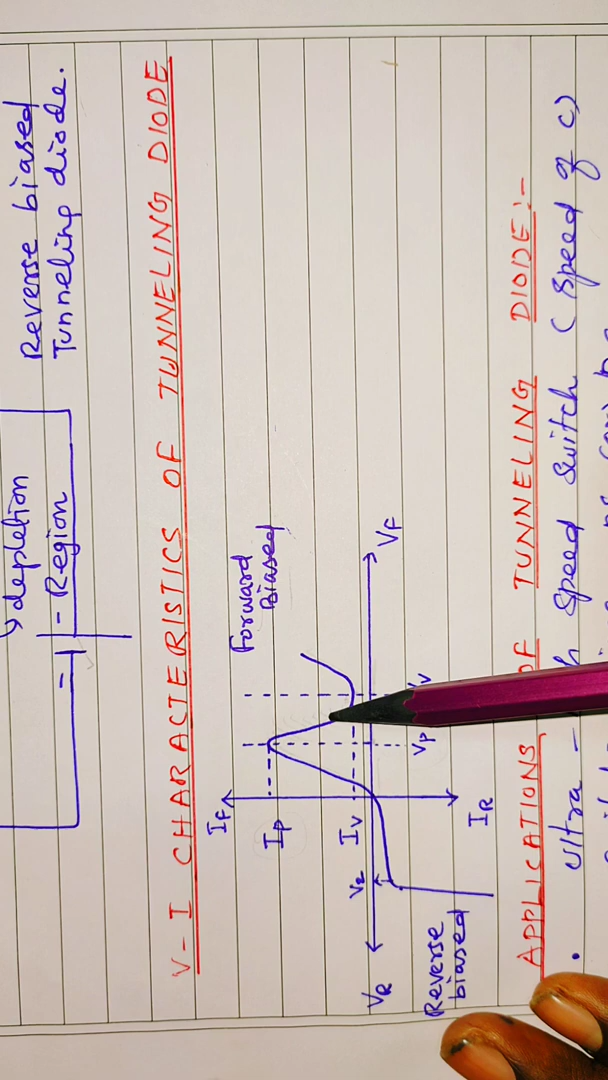 depletion
Region
Reverse biased
Tunneling diode.
V-I CHARACTERISTICS OF TUNNELING DIODE
IF
Forward
Biased
IP
IV
VZ
VR
VP
VF
IR
Reverse
biased
APPLICATIONS OF TUNNELING DIODE:-
• Ultra - speed switch (speed of c)